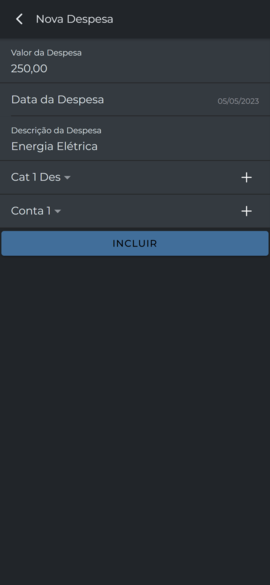 Nova Despesa
Valor da Despesa
250,00
Data da Despesa
05/05/2023
Descrição da Despesa
Energia Elétrica
Cat 1 Des
Conta 1
INCLUIR